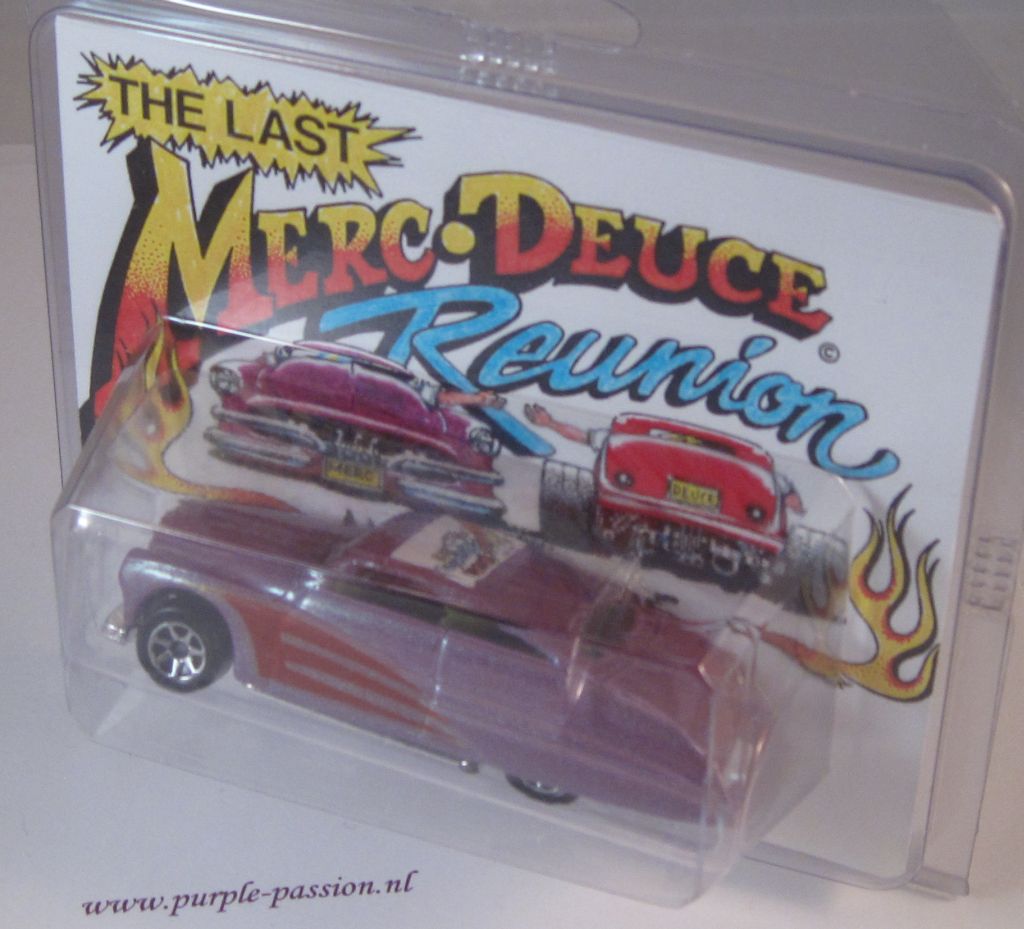 THE LAST
MERC • DEUCE
Reunion
©
MERC
DEUCE
www.purple-passion.nl